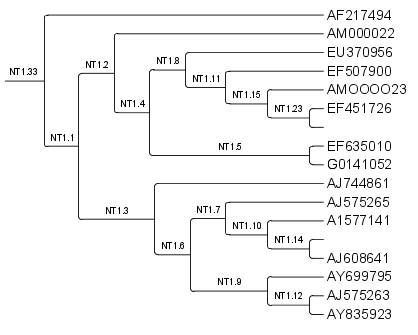 AF217494
AM000022
NT1.2
EU370956
NT1.8
EF507900
NT1.33
NT1.11
AMOOOO23
NT1.15
EF451726
NT1.4
NT1.23
NT1.1
EF635010
NT1.5
G0141052
AJ744861
AJ575265
NT1.3
NT1.7
A1577141
NT1.10
NT1.14
NT1.6
AJ608641
AY699795
NT1.9
AJ575263
NT1.12
AY835923